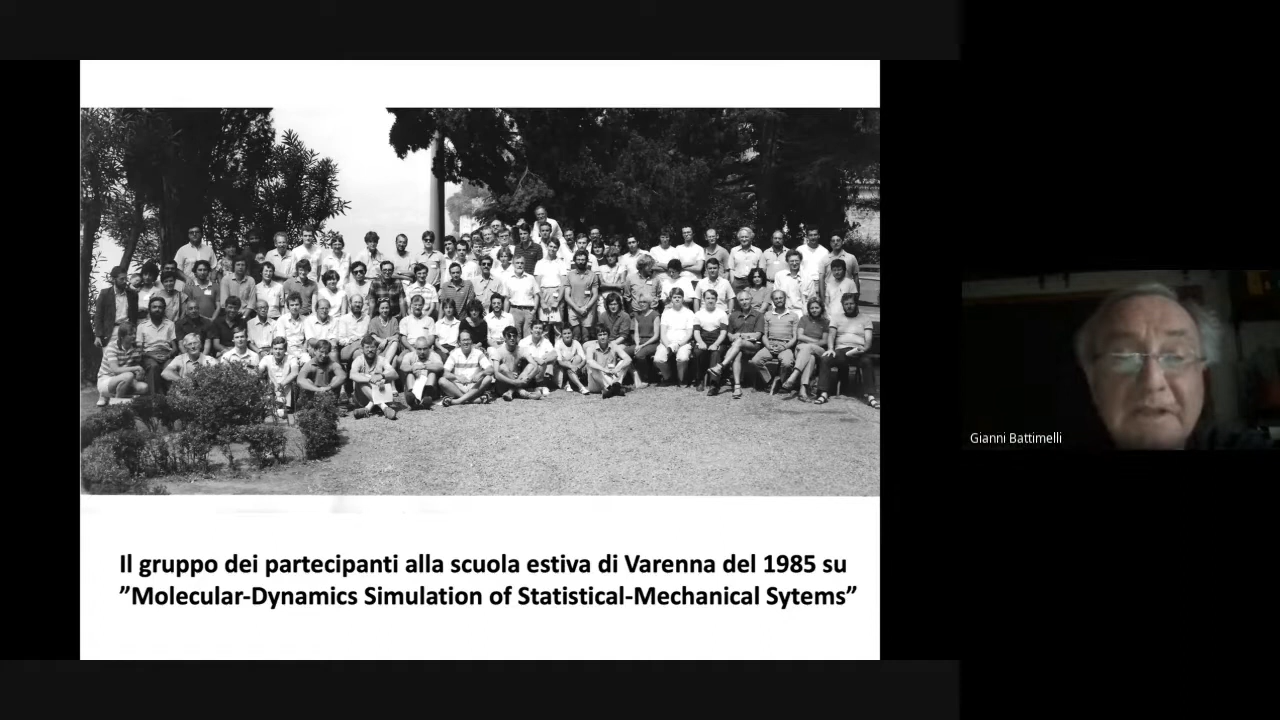 Gianni Battimelli
Il gruppo dei partecipanti alla scuola estiva di Varenna del 1985 su
”Molecular-Dynamics Simulation of Statistical-Mechanical Sytems”